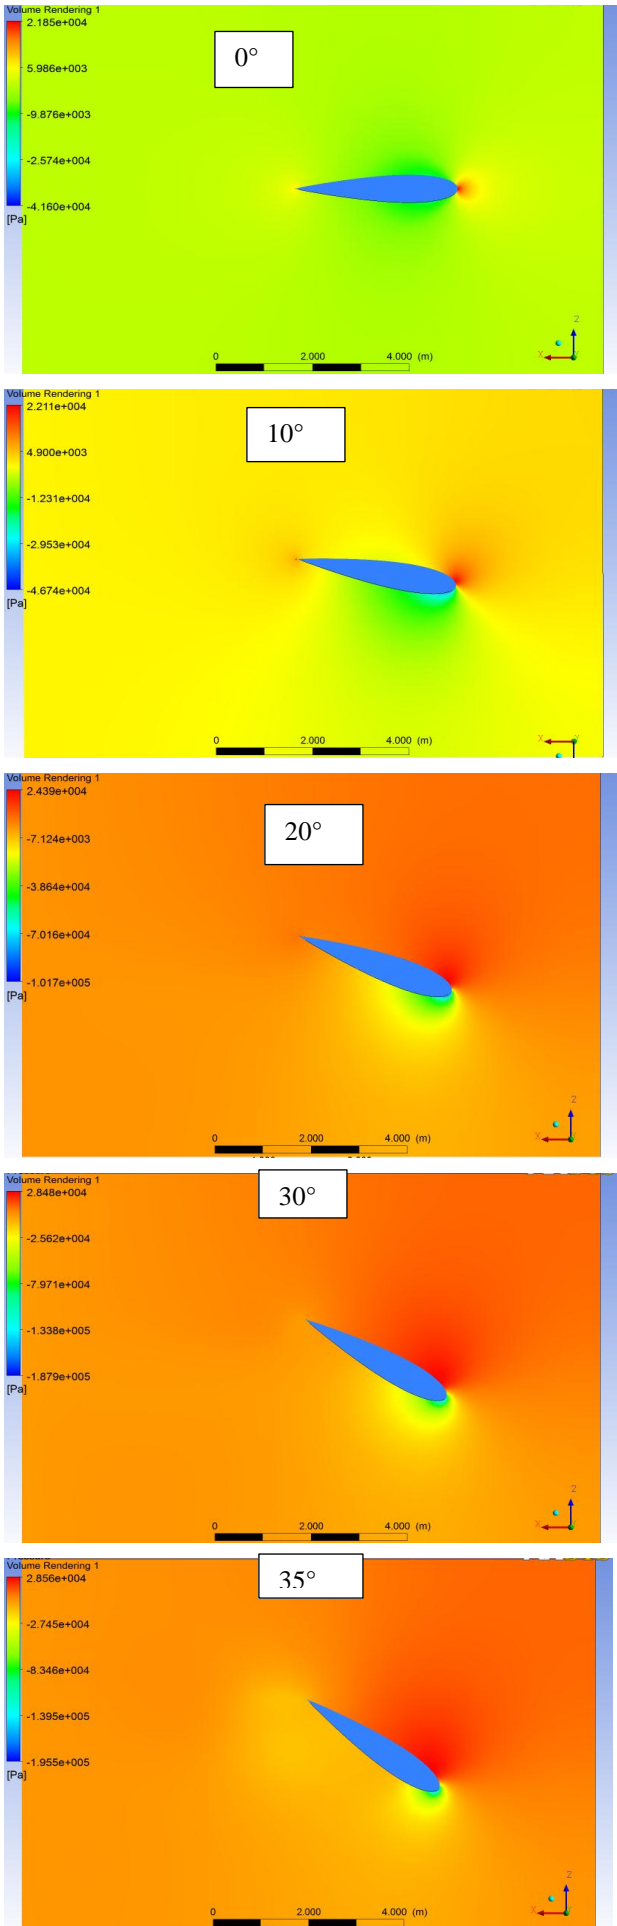 Volume Rendering 1
2.185e+004
5.986e+003
-9.876e+003
-2.574e+004
-4.160e+004
[Pa]
0°
0 2.000 4.000 (m)
Z
X
Volume Rendering 1
2.211e+004
4.900e+003
-1.231e+004
-2.953e+004
-4.674e+004
[Pa]
10°
0 2.000 4.000 (m)
X
Volume Rendering 1
2.439e+004
-7.124e+003
-3.864e+004
-7.016e+004
-1.017e+005
[Pa]
20°
0 2.000 4.000 (m)
Z
X
Volume Rendering 1
2.848e+004
-2.562e+004
-7.971e+004
-1.338e+005
-1.879e+005
[Pa]
30°
0 2.000 4.000 (m)
Z
X
Volume Rendering 1
2.856e+004
-2.745e+004
-8.346e+004
-1.395e+005
-1.955e+005
[Pa]
35°
0 2.000 4.000 (m)
Z
X